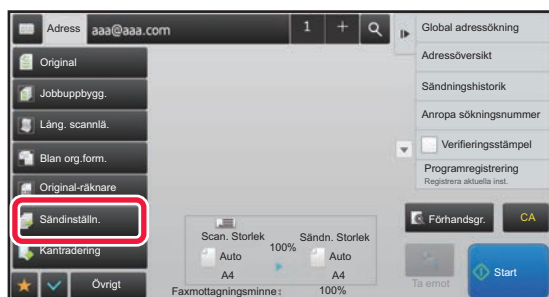 Adress aaa@aaa.com 1 +
Original
Jobbuppbygg.
Lång. scannlä.
Blan org.form.
Original-räknare
Sändinställn.
Kantradering
Övrigt
Scan. Storlek 100% Sändn. Storlek
Auto Auto
A4 A4
Faxmottagningsminne: 100%
Global adressökning
Adressöversikt
Sändningshistorik
Anropa sökningsnummer
Verifieringsstämpel
Programregistrering
Registrera aktuella inst.
Förhandsgr. CA
Ta emot Start